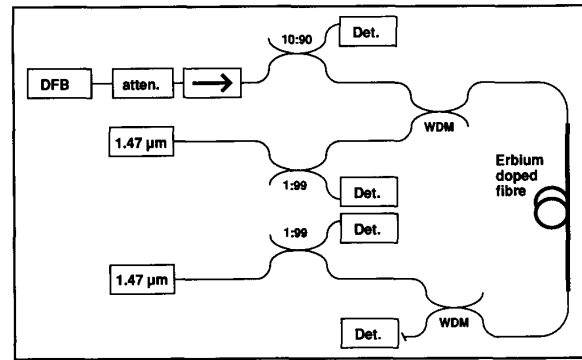 10:90
Det.
DFB
atten.
WDM
1.47 µm
Erbium
doped
fibre
1:99
Det.
1:99
Det.
1.47 µm
WDM
Det.